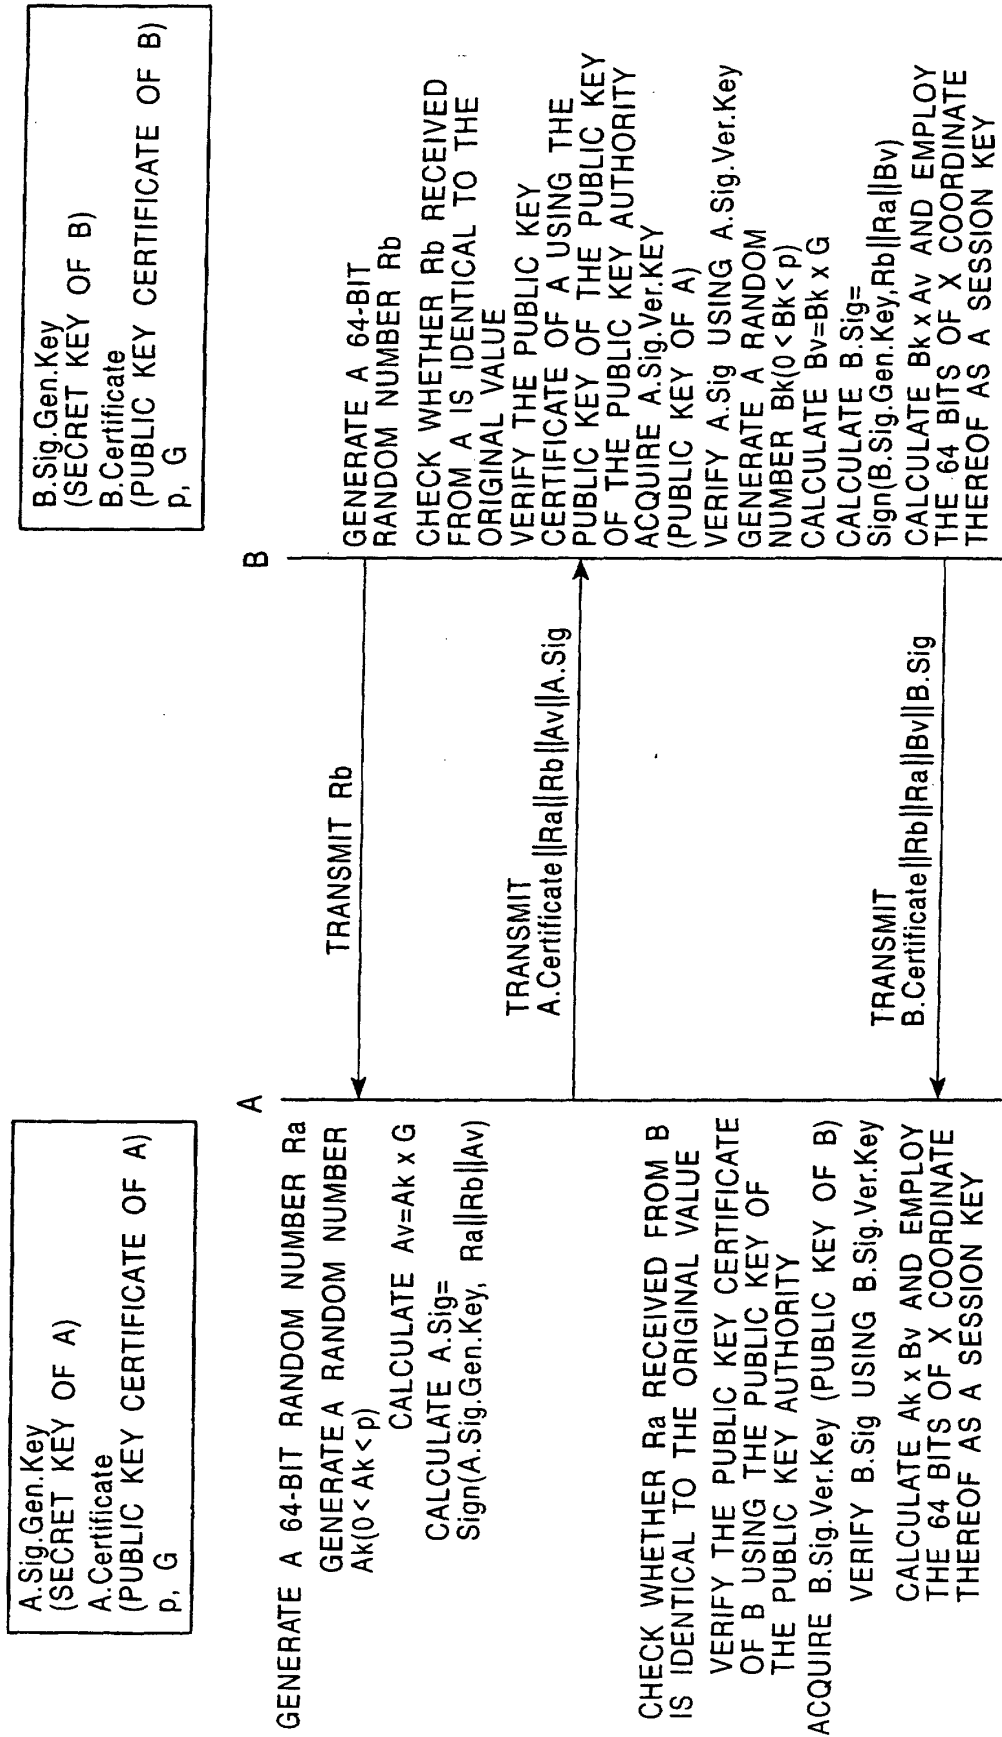 A.Sig.Gen.Key
(SECRET KEY OF A)
A.Certificate
(PUBLIC KEY CERTIFICATE OF A)
p, G
B.Sig.Gen.Key
(SECRET KEY OF B)
B.Certificate
(PUBLIC KEY CERTIFICATE OF B)
p, G
A
B
GENERATE A 64-BIT
RANDOM NUMBER Rb
TRANSMIT Rb
GENERATE A 64-BIT RANDOM NUMBER Ra
GENERATE A RANDOM NUMBER
Ak(0<Ak<p)
CALCULATE Av=Ak x G
CALCULATE A.Sig=
Sign(A.Sig.Gen.Key, Ra||Rb||Av)
TRANSMIT
A.Certificate||Ra||Rb||Av||A.Sig
CHECK WHETHER Rb RECEIVED
FROM A IS IDENTICAL TO THE
ORIGINAL VALUE
VERIFY THE PUBLIC KEY
CERTIFICATE OF A USING THE
PUBLIC KEY OF THE PUBLIC KEY
OF THE PUBLIC KEY AUTHORITY
ACQUIRE A.Sig.Ver.KEY
(PUBLIC KEY OF A)
VERIFY A.Sig USING A.Sig.Ver.Key
GENERATE A RANDOM
NUMBER Bk(0<Bk<p)
CALCULATE Bv=Bk x G
CALCULATE B.Sig=
Sign(B.Sig.Gen.Key,Rb||Ra||Bv)
CALCULATE Bk x Av AND EMPLOY
THE 64 BITS OF X COORDINATE
THEREOF AS A SESSION KEY
TRANSMIT
B.Certificate||Rb||Ra||Bv||B.Sig
CHECK WHETHER Ra RECEIVED FROM B
IS IDENTICAL TO THE ORIGINAL VALUE
VERIFY THE PUBLIC KEY CERTIFICATE
OF B USING THE PUBLIC KEY OF
THE PUBLIC KEY AUTHORITY
ACQUIRE B.Sig.Ver.Key (PUBLIC KEY OF B)
VERIFY B.Sig USING B.Sig.Ver.Key
CALCULATE Ak x Bv AND EMPLOY
THE 64 BITS OF X COORDINATE
THEREOF AS A SESSION KEY